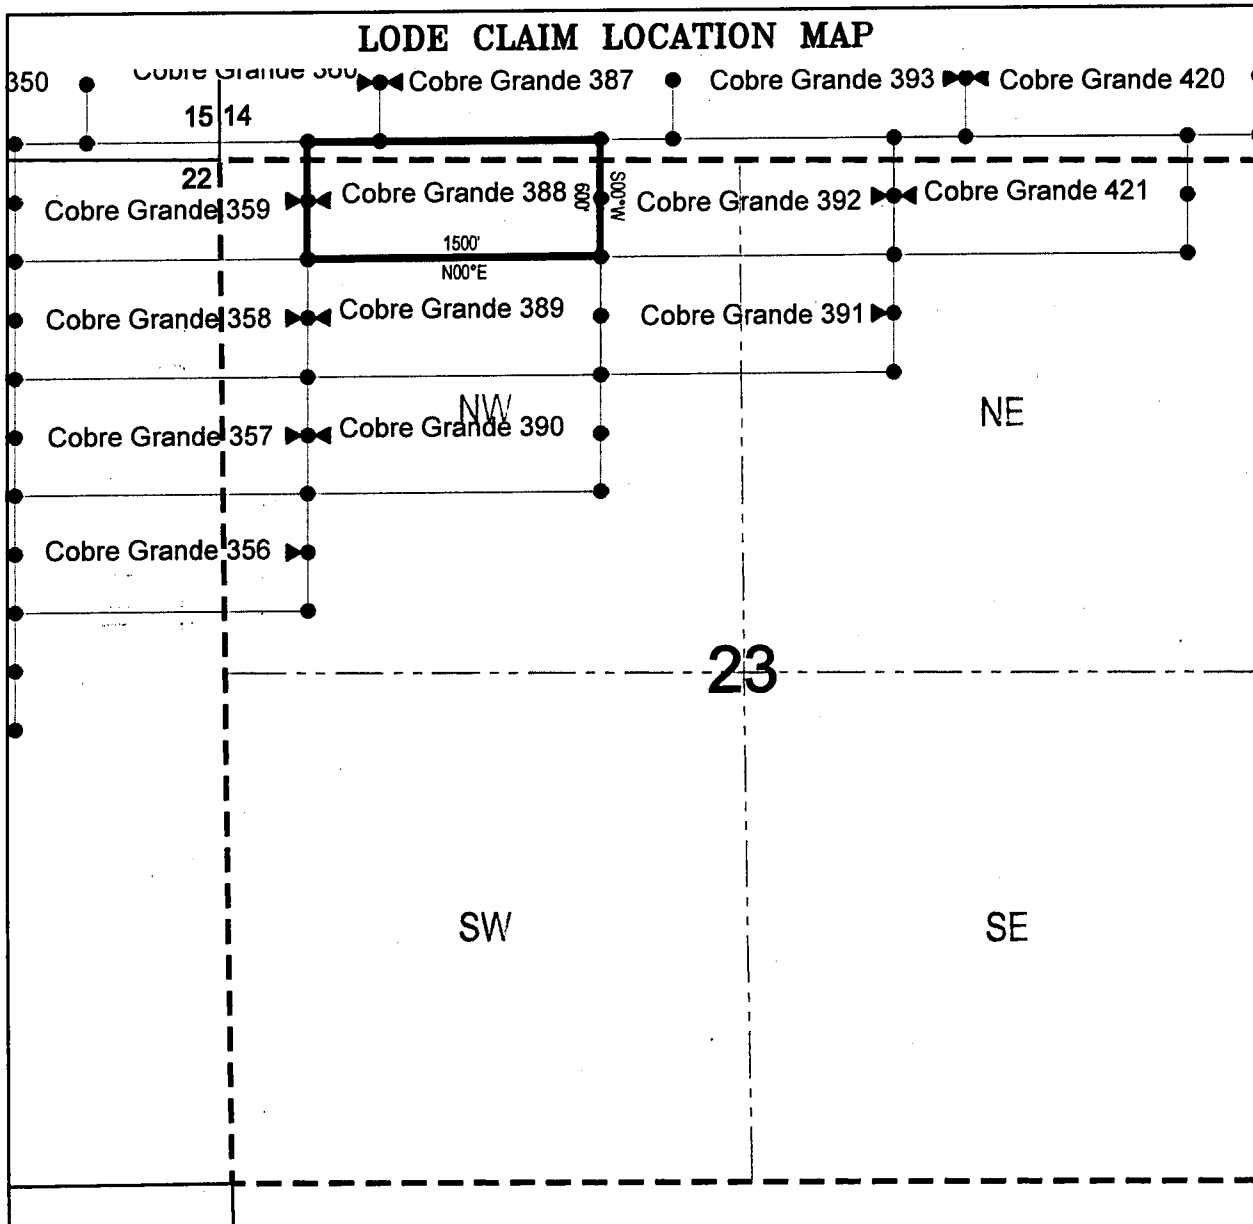 LODE CLAIM LOCATION MAP
350
Cobre Grande
Cobre Grande 387
Cobre Grande 393
Cobre Grande 420
15 14
22
Cobre Grande 359
Cobre Grande 388
600'
S00°W
Cobre Grande 392
Cobre Grande 421
1500'
N00°E
Cobre Grande 358
Cobre Grande 389
Cobre Grande 391
NW
NE
Cobre Grande 357
Cobre Grande 390
Cobre Grande 356
23
SW
SE